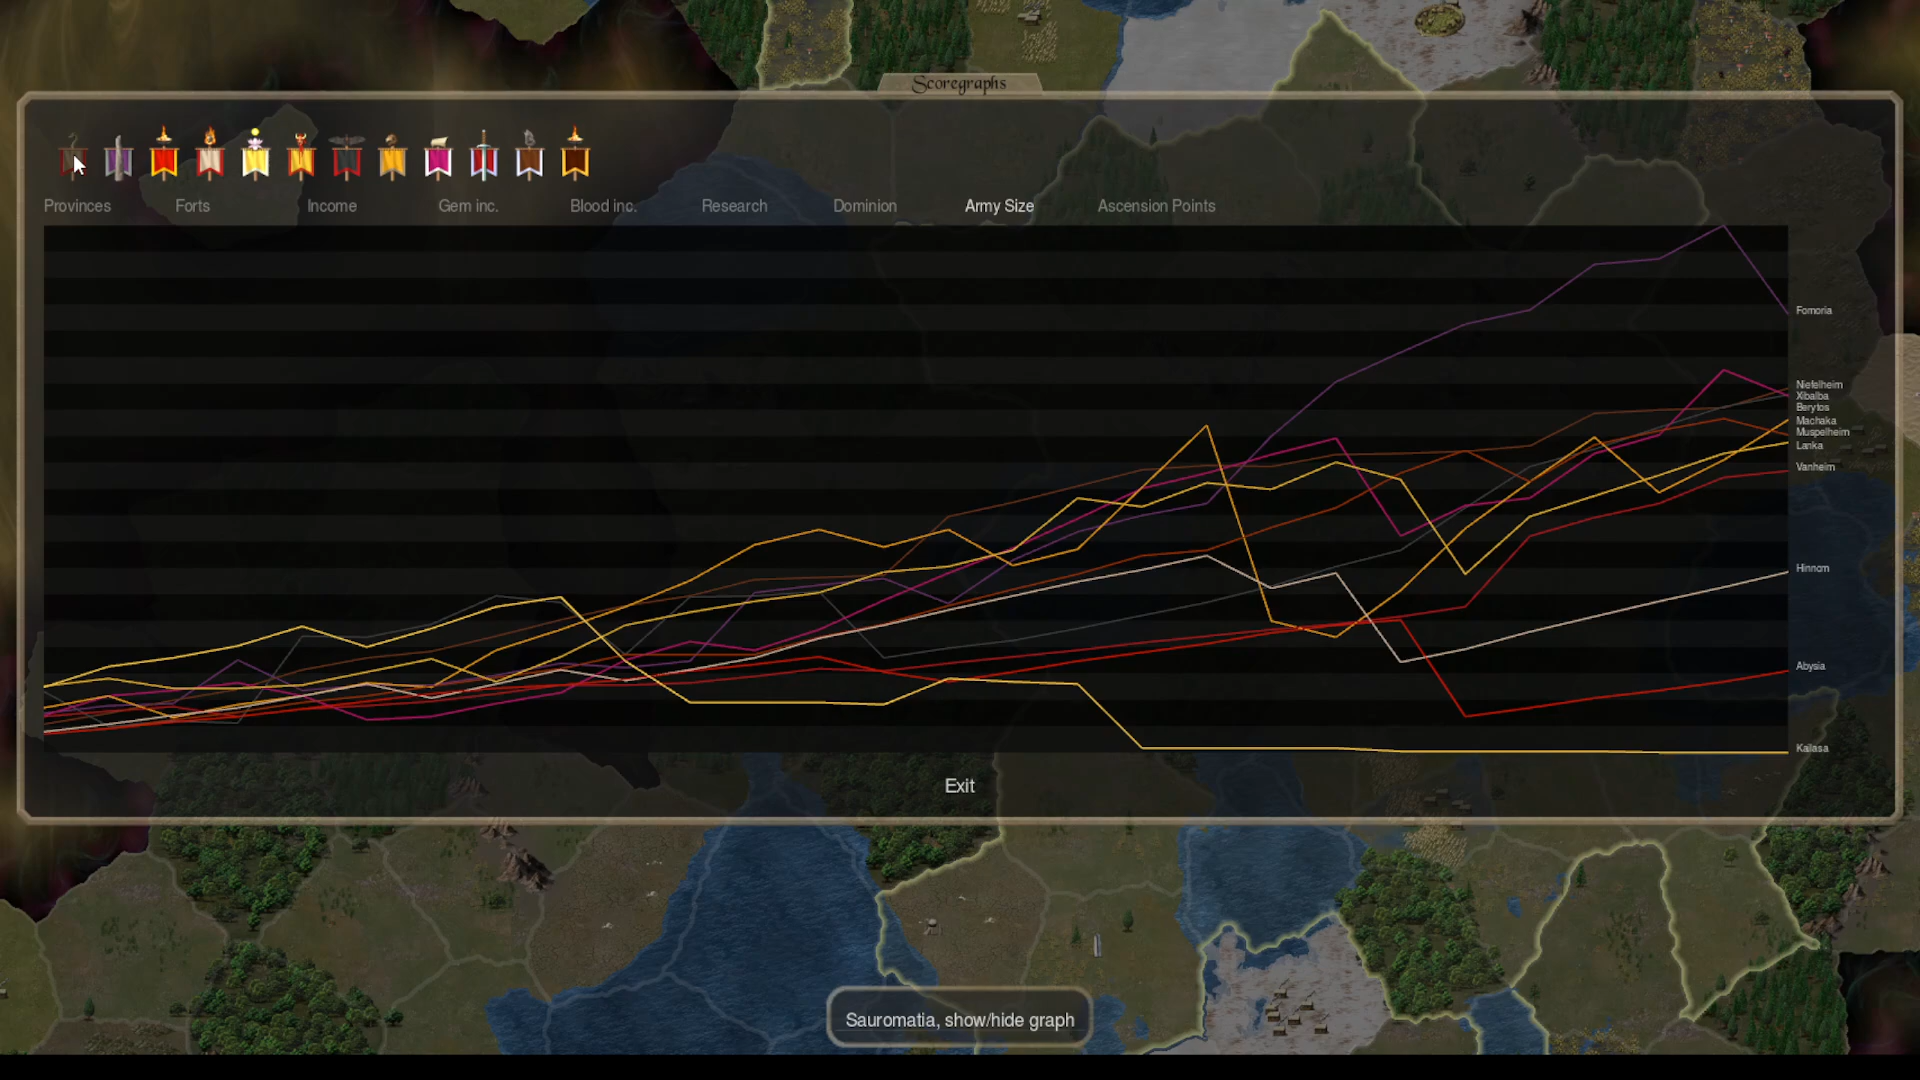 Scoregraphs
Provinces Forts Income Gem inc. Blood inc. Research Dominion Army Size Ascension Points
Fomoria
Niefelheim
Xibalba
Berytos
Machaka
Muspelheim
Lanka
Vanheim
Hinnom
Abysia
Kailasa
Exit
Sauromatia, show/hide graph